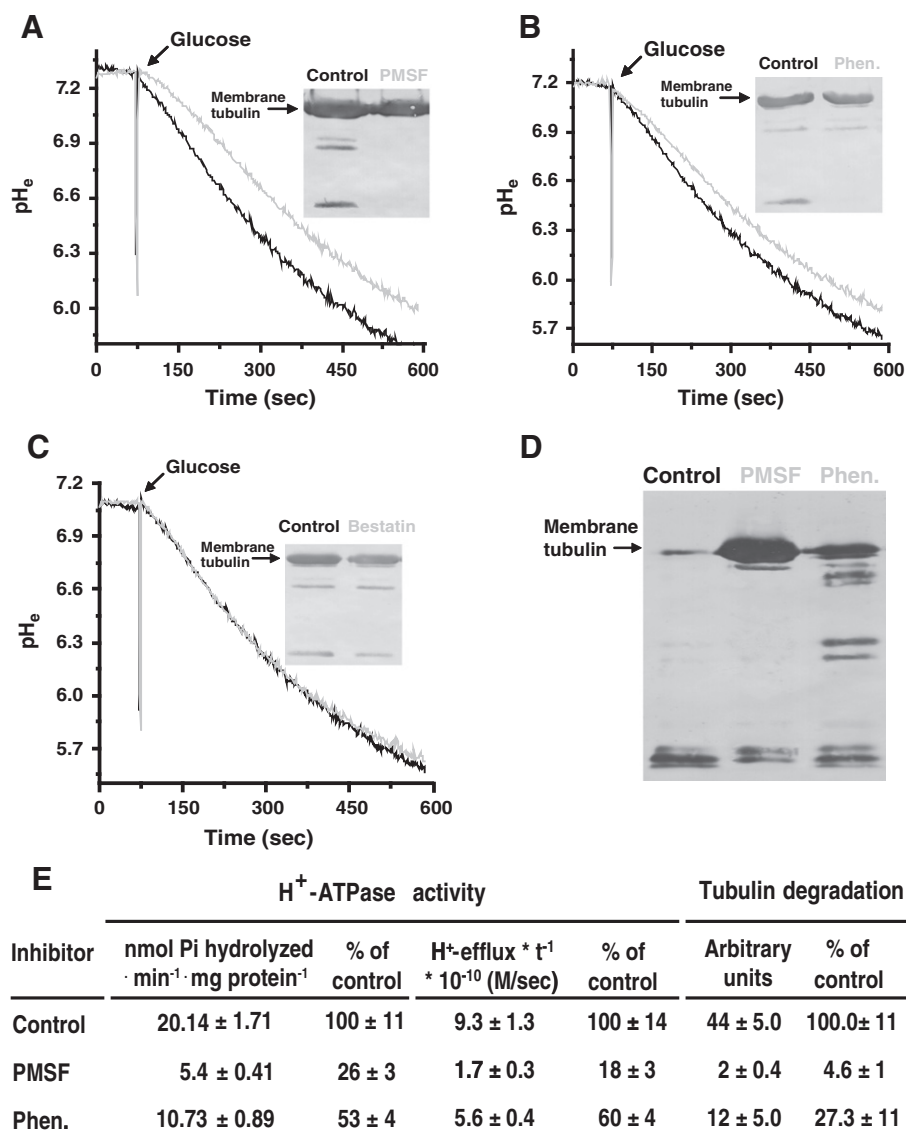 A
Glucose
Control PMSF
Membrane
tubulin
7.2
6.9
6.6
6.3
6.0
pHe
0 150 300 450 600
Time (sec)
B
Glucose
Control Phen.
Membrane
tubulin
7.2
6.9
6.6
6.3
6.0
5.7
pHe
0 150 300 450 600
Time (sec)
C
Glucose
Control Bestatin
Membrane
tubulin
7.2
6.9
6.6
6.3
6.0
5.7
pHe
0 150 300 450 600
Time (sec)
D
Control PMSF Phen.
Membrane
tubulin
E
H⁺-ATPase activity Tubulin degradation
Inhibitor nmol Pi hydrolyzed % of H⁺-efflux * t⁻¹ % of Arbitrary % of
· min⁻¹ · mg protein⁻¹ control * 10⁻¹⁰ (M/sec) control units control
Control 20.14 ± 1.71 100 ± 11 9.3 ± 1.3 100 ± 14 44 ± 5.0 100.0± 11
PMSF 5.4 ± 0.41 26 ± 3 1.7 ± 0.3 18 ± 3 2 ± 0.4 4.6 ± 1
Phen. 10.73 ± 0.89 53 ± 4 5.6 ± 0.4 60 ± 4 12 ± 5.0 27.3 ± 11